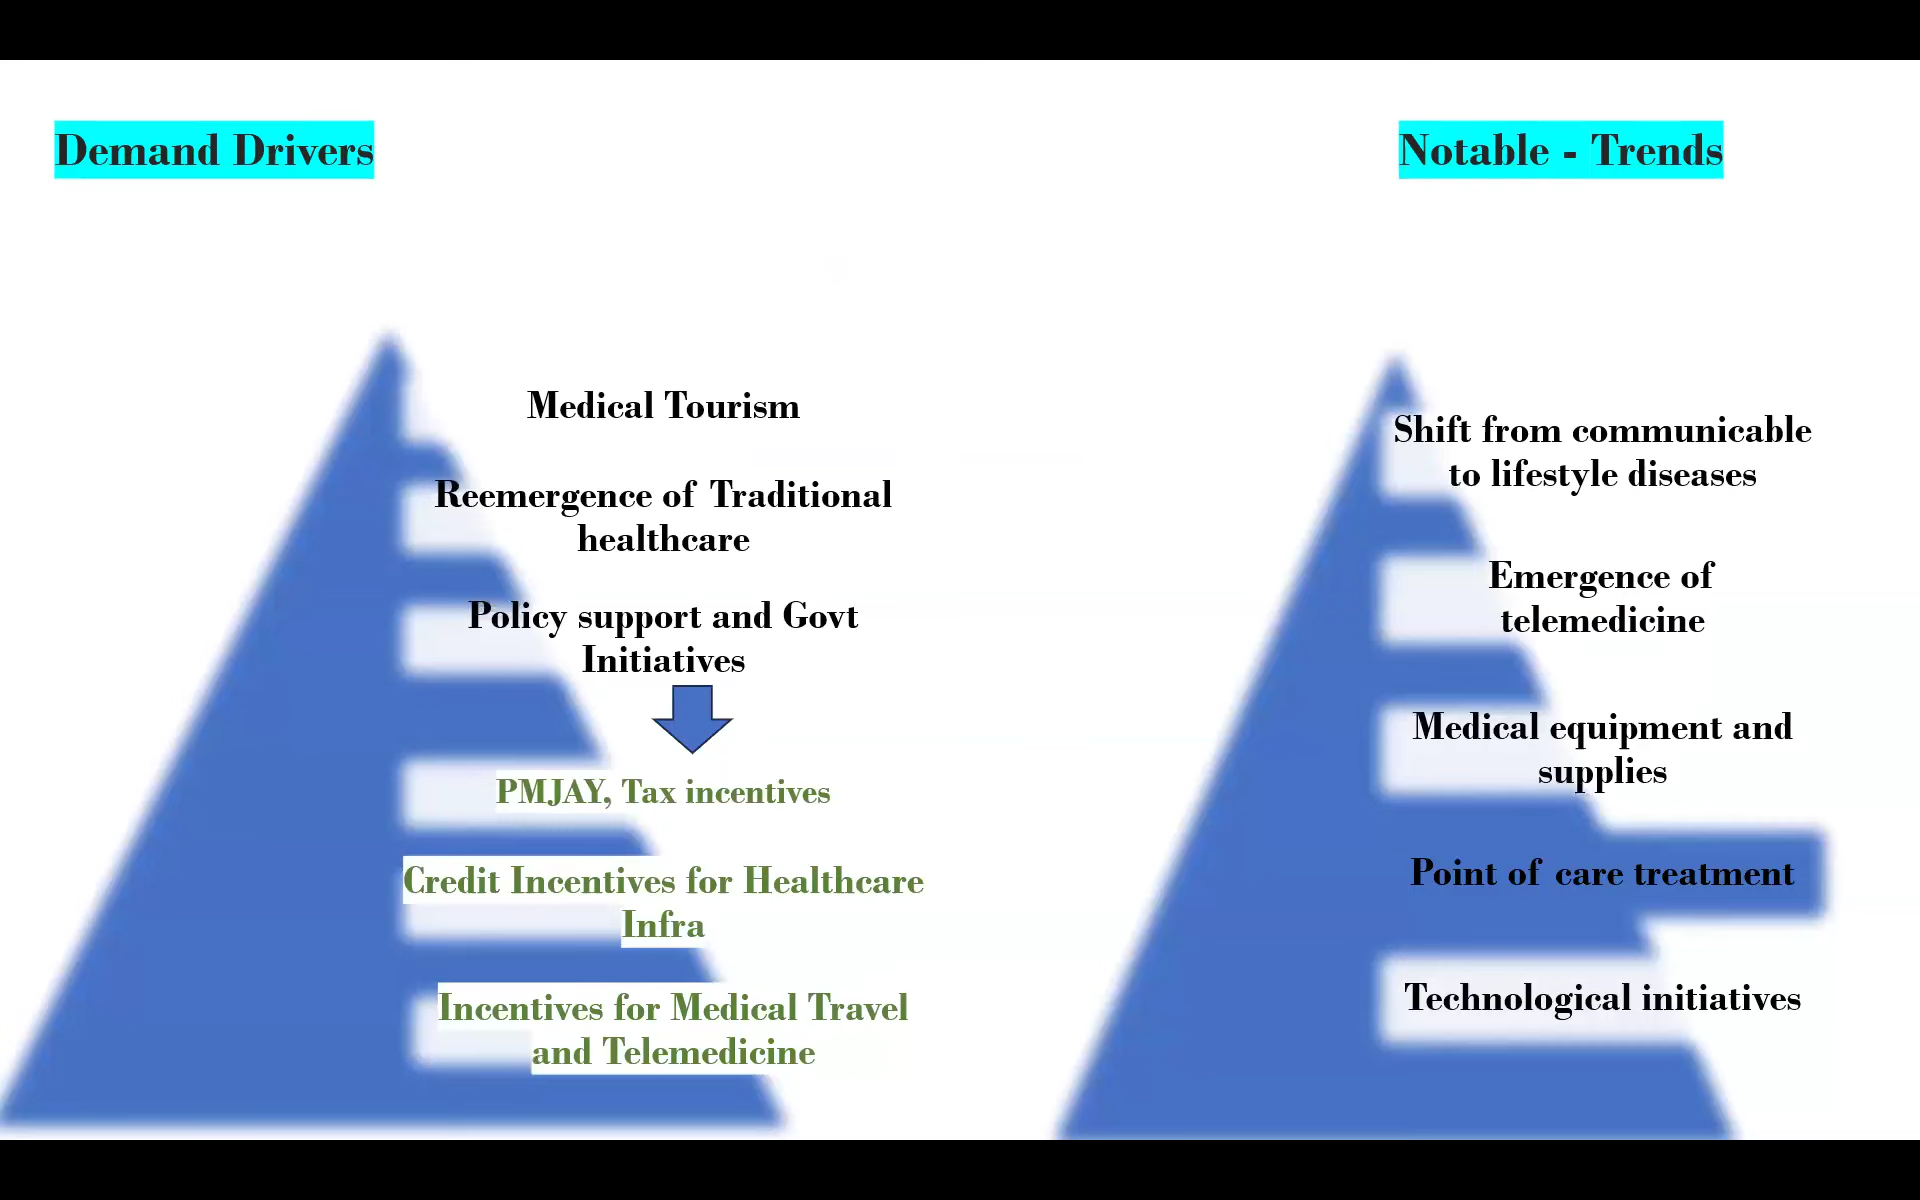 Demand Drivers
Medical Tourism
Reemergence of Traditional
healthcare
Policy support and Govt
Initiatives
PMJAY, Tax incentives
Credit Incentives for Healthcare
Infra
Incentives for Medical Travel
and Telemedicine
Notable - Trends
Shift from communicable
to lifestyle diseases
Emergence of
telemedicine
Medical equipment and
supplies
Point of care treatment
Technological initiatives